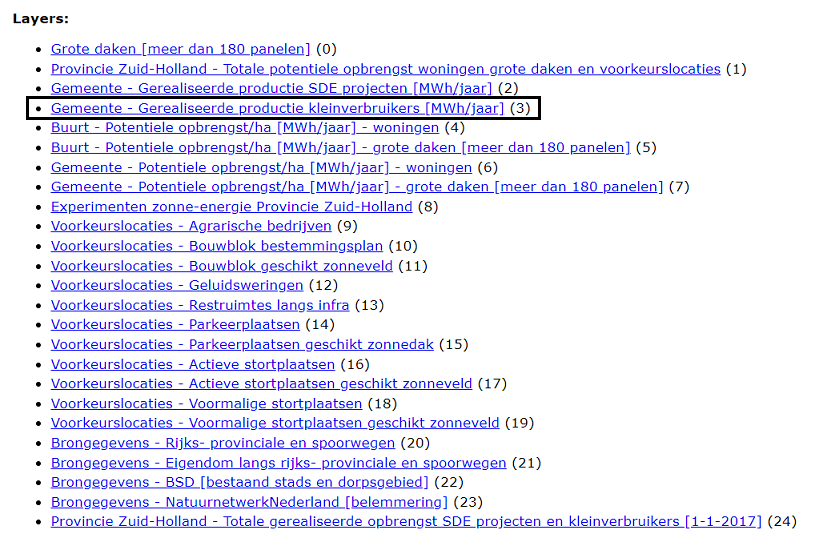 Layers:
Grote daken [meer dan 180 panelen] (0)
Provincie Zuid-Holland - Totale potentiele opbrengst woningen grote daken en voorkeurslocaties (1)
Gemeente - Gerealiseerde productie SDE projecten [MWh/jaar] (2)
Gemeente - Gerealiseerde productie kleinverbruikers [MWh/jaar] (3)
Buurt - Potentiele opbrengst/ha [MWh/jaar] - woningen (4)
Buurt - Potentiele opbrengst/ha [MWh/jaar] - grote daken [meer dan 180 panelen] (5)
Gemeente - Potentiele opbrengst/ha [MWh/jaar] - woningen (6)
Gemeente - Potentiele opbrengst/ha [MWh/jaar] - grote daken [meer dan 180 panelen] (7)
Experimenten zonne-energie Provincie Zuid-Holland (8)
Voorkeurslocaties - Agrarische bedrijven (9)
Voorkeurslocaties - Bouwblok bestemmingsplan (10)
Voorkeurslocaties - Bouwblok geschikt zonneveld (11)
Voorkeurslocaties - Geluidsweringen (12)
Voorkeurslocaties - Restruimtes langs infra (13)
Voorkeurslocaties - Parkeerplaatsen (14)
Voorkeurslocaties - Parkeerplaatsen geschikt zonnedak (15)
Voorkeurslocaties - Actieve stortplaatsen (16)
Voorkeurslocaties - Actieve stortplaatsen geschikt zonneveld (17)
Voorkeurslocaties - Voormalige stortplaatsen (18)
Voorkeurslocaties - Voormalige stortplaatsen geschikt zonneveld (19)
Brongegevens - Rijks- provinciale en spoorwegen (20)
Brongegevens - Eigendom langs rijks- provinciale en spoorwegen (21)
Brongegevens - BSD [bestaand stads en dorpsgebied] (22)
Brongegevens - NatuurnetwerkNederland [belemmering] (23)
Provincie Zuid-Holland - Totale gerealiseerde opbrengst SDE projecten en kleinverbruikers [1-1-2017] (24)